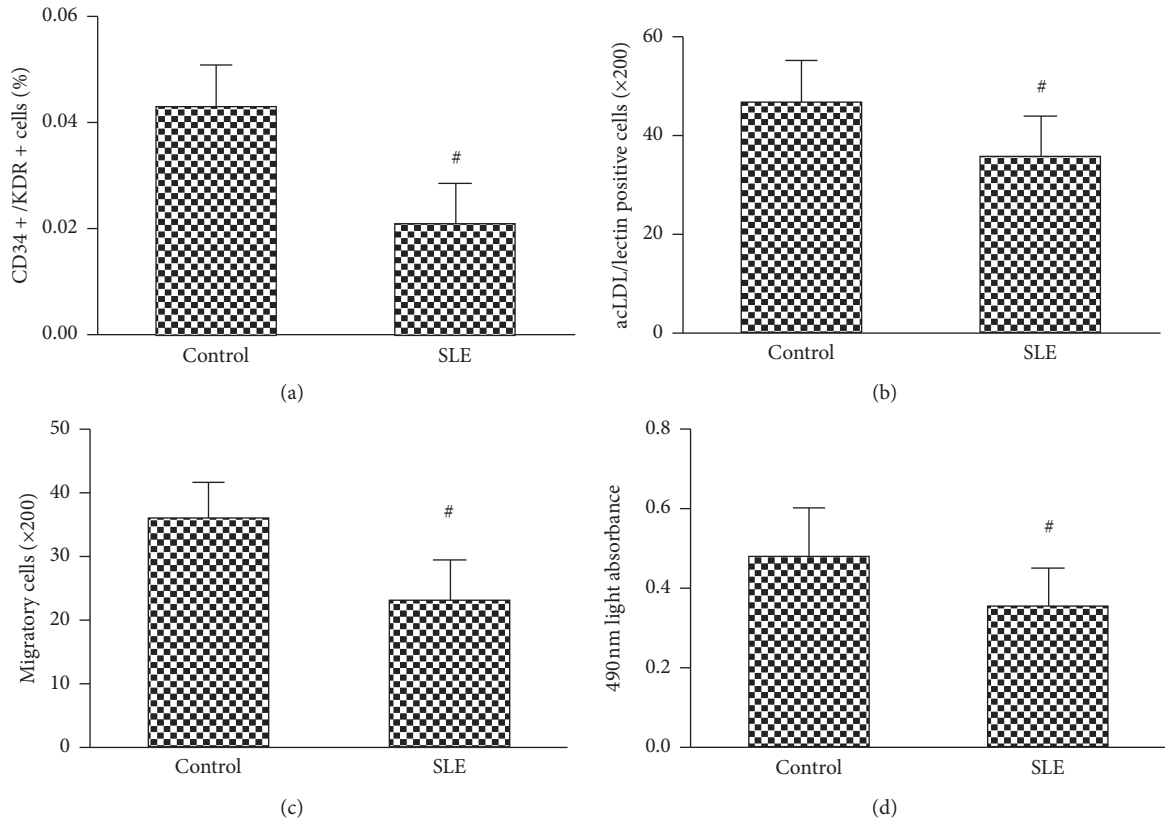 0.06
0.04
0.02
0.00
CD34 + /KDR + cells (%)
#
Control
SLE
(a)
60
40
20
0
acLDL/lectin positive cells (×200)
#
Control
SLE
(b)
50
40
30
20
10
0
Migratory cells (×200)
#
Control
SLE
(c)
0.8
0.6
0.4
0.2
0.0
490 nm light absorbance
#
Control
SLE
(d)